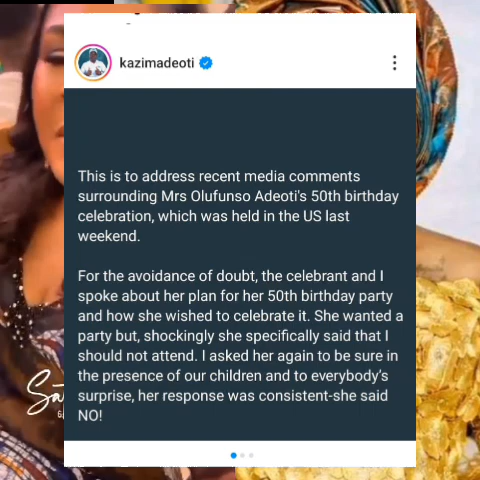 kazimadeoti
This is to address recent media comments
surrounding Mrs Olufunso Adeoti's 50th birthday
celebration, which was held in the US last
weekend.
For the avoidance of doubt, the celebrant and I
spoke about her plan for her 50th birthday party
and how she wished to celebrate it. She wanted a
party but, shockingly she specifically said that I
should not attend. I asked her again to be sure in
the presence of our children and to everybody's
surprise, her response was consistent-she said
NO!